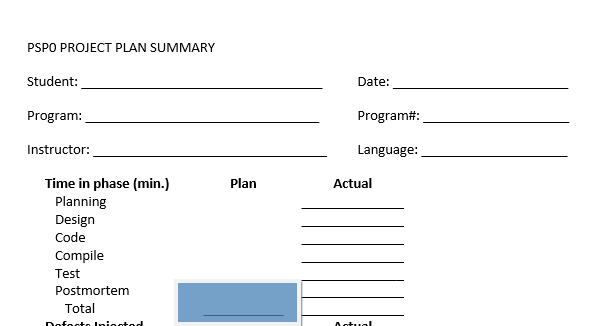 PSP0 PROJECT PLAN SUMMARY
Student: Date:
Program: Program#:
Instructor: Language:
Time in phase (min.) Plan Actual
Planning
Design
Code
Compile
Test
Postmortem
Total
Defects Injected Actual